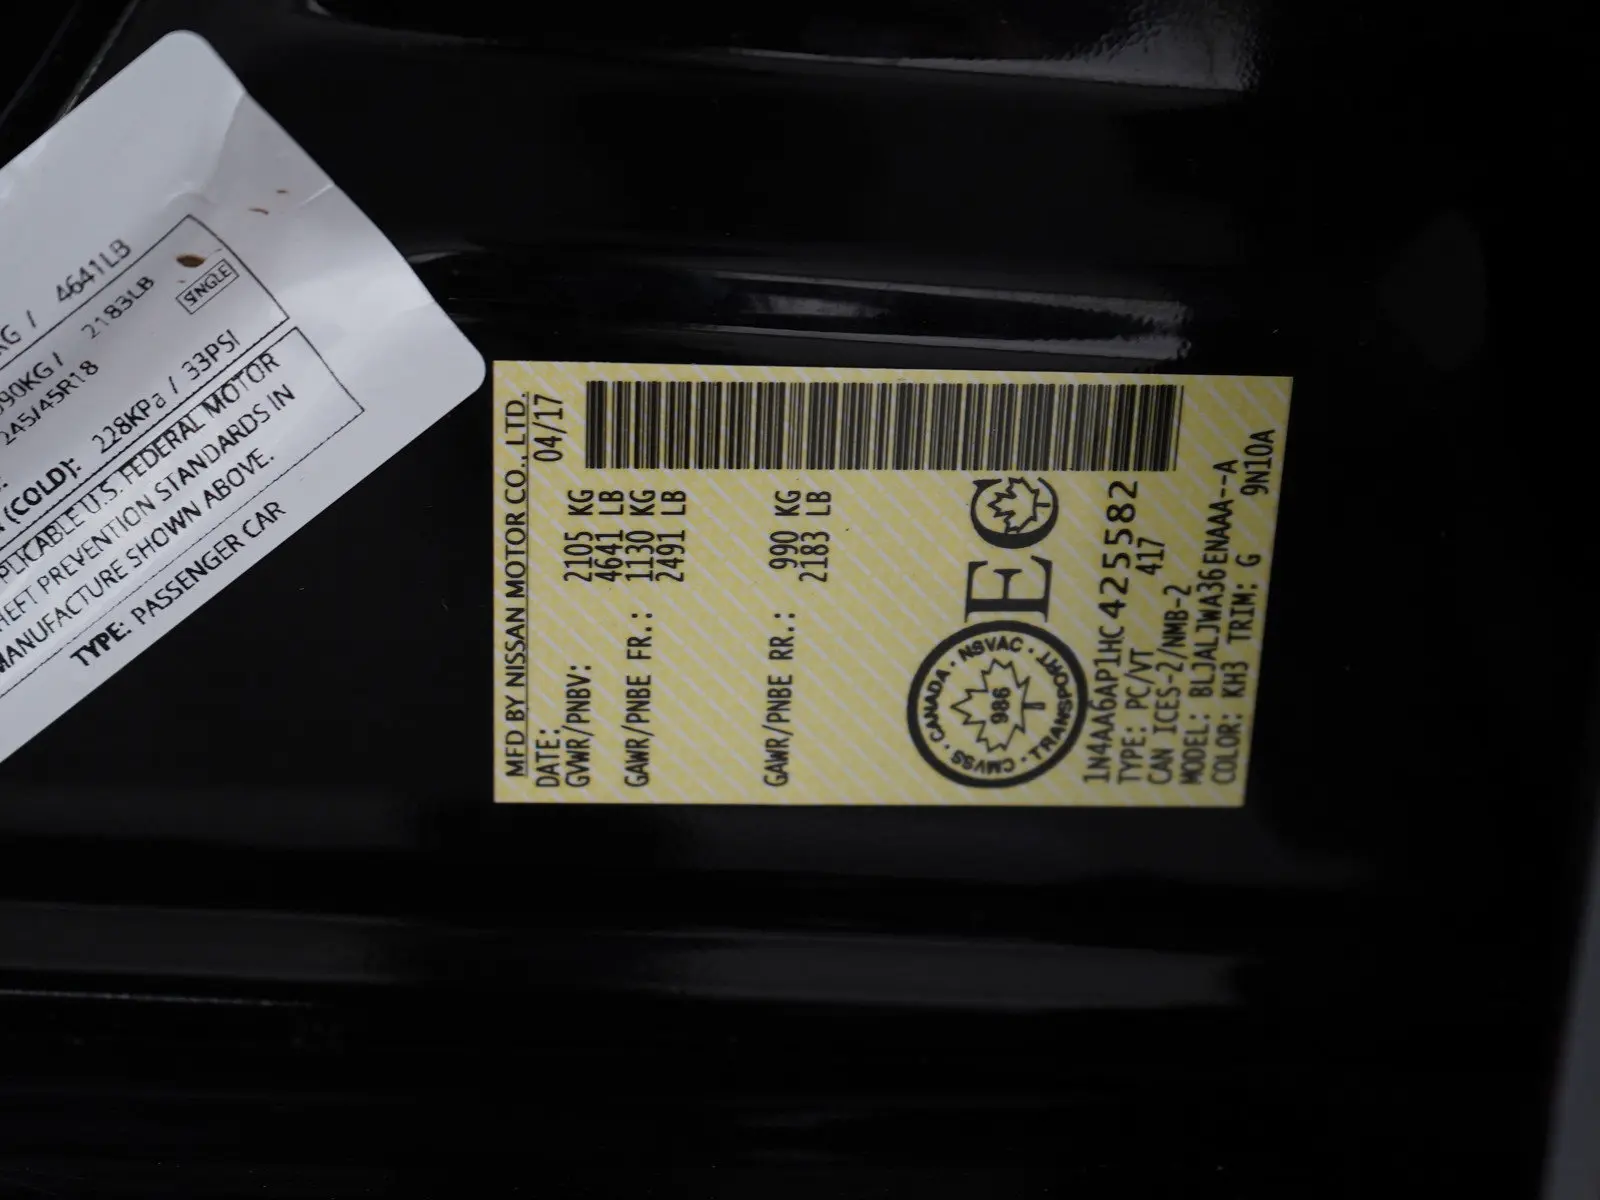 KG / 4641LB
990KG / 2183LB
245/45R18 SINGLE
(COLD): 228KPa / 33PSI
PLICABLE U.S. FEDERAL MOTOR
HEFT PREVENTION STANDARDS IN
MANUFACTURE SHOWN ABOVE.
TYPE: PASSENGER CAR
MFD BY NISSAN MOTOR CO., LTD.
DATE: 04/17
GVWR/PNBV: 2105 KG
4641 LB
GAWR/PNBE FR.: 1130 KG
2491 LB
GAWR/PNBE RR.: 990 KG
2183 LB
CANADA · NSVAC · TRANSPORT · CMVSS ·
986
EC
1N4AA6AP1HC425582
TYPE: PC/VT 417
CAN ICES-2/NMB-2
MODEL: BLJALJWA36ENAAA--A
COLOR: KH3 TRIM: G 9N10A